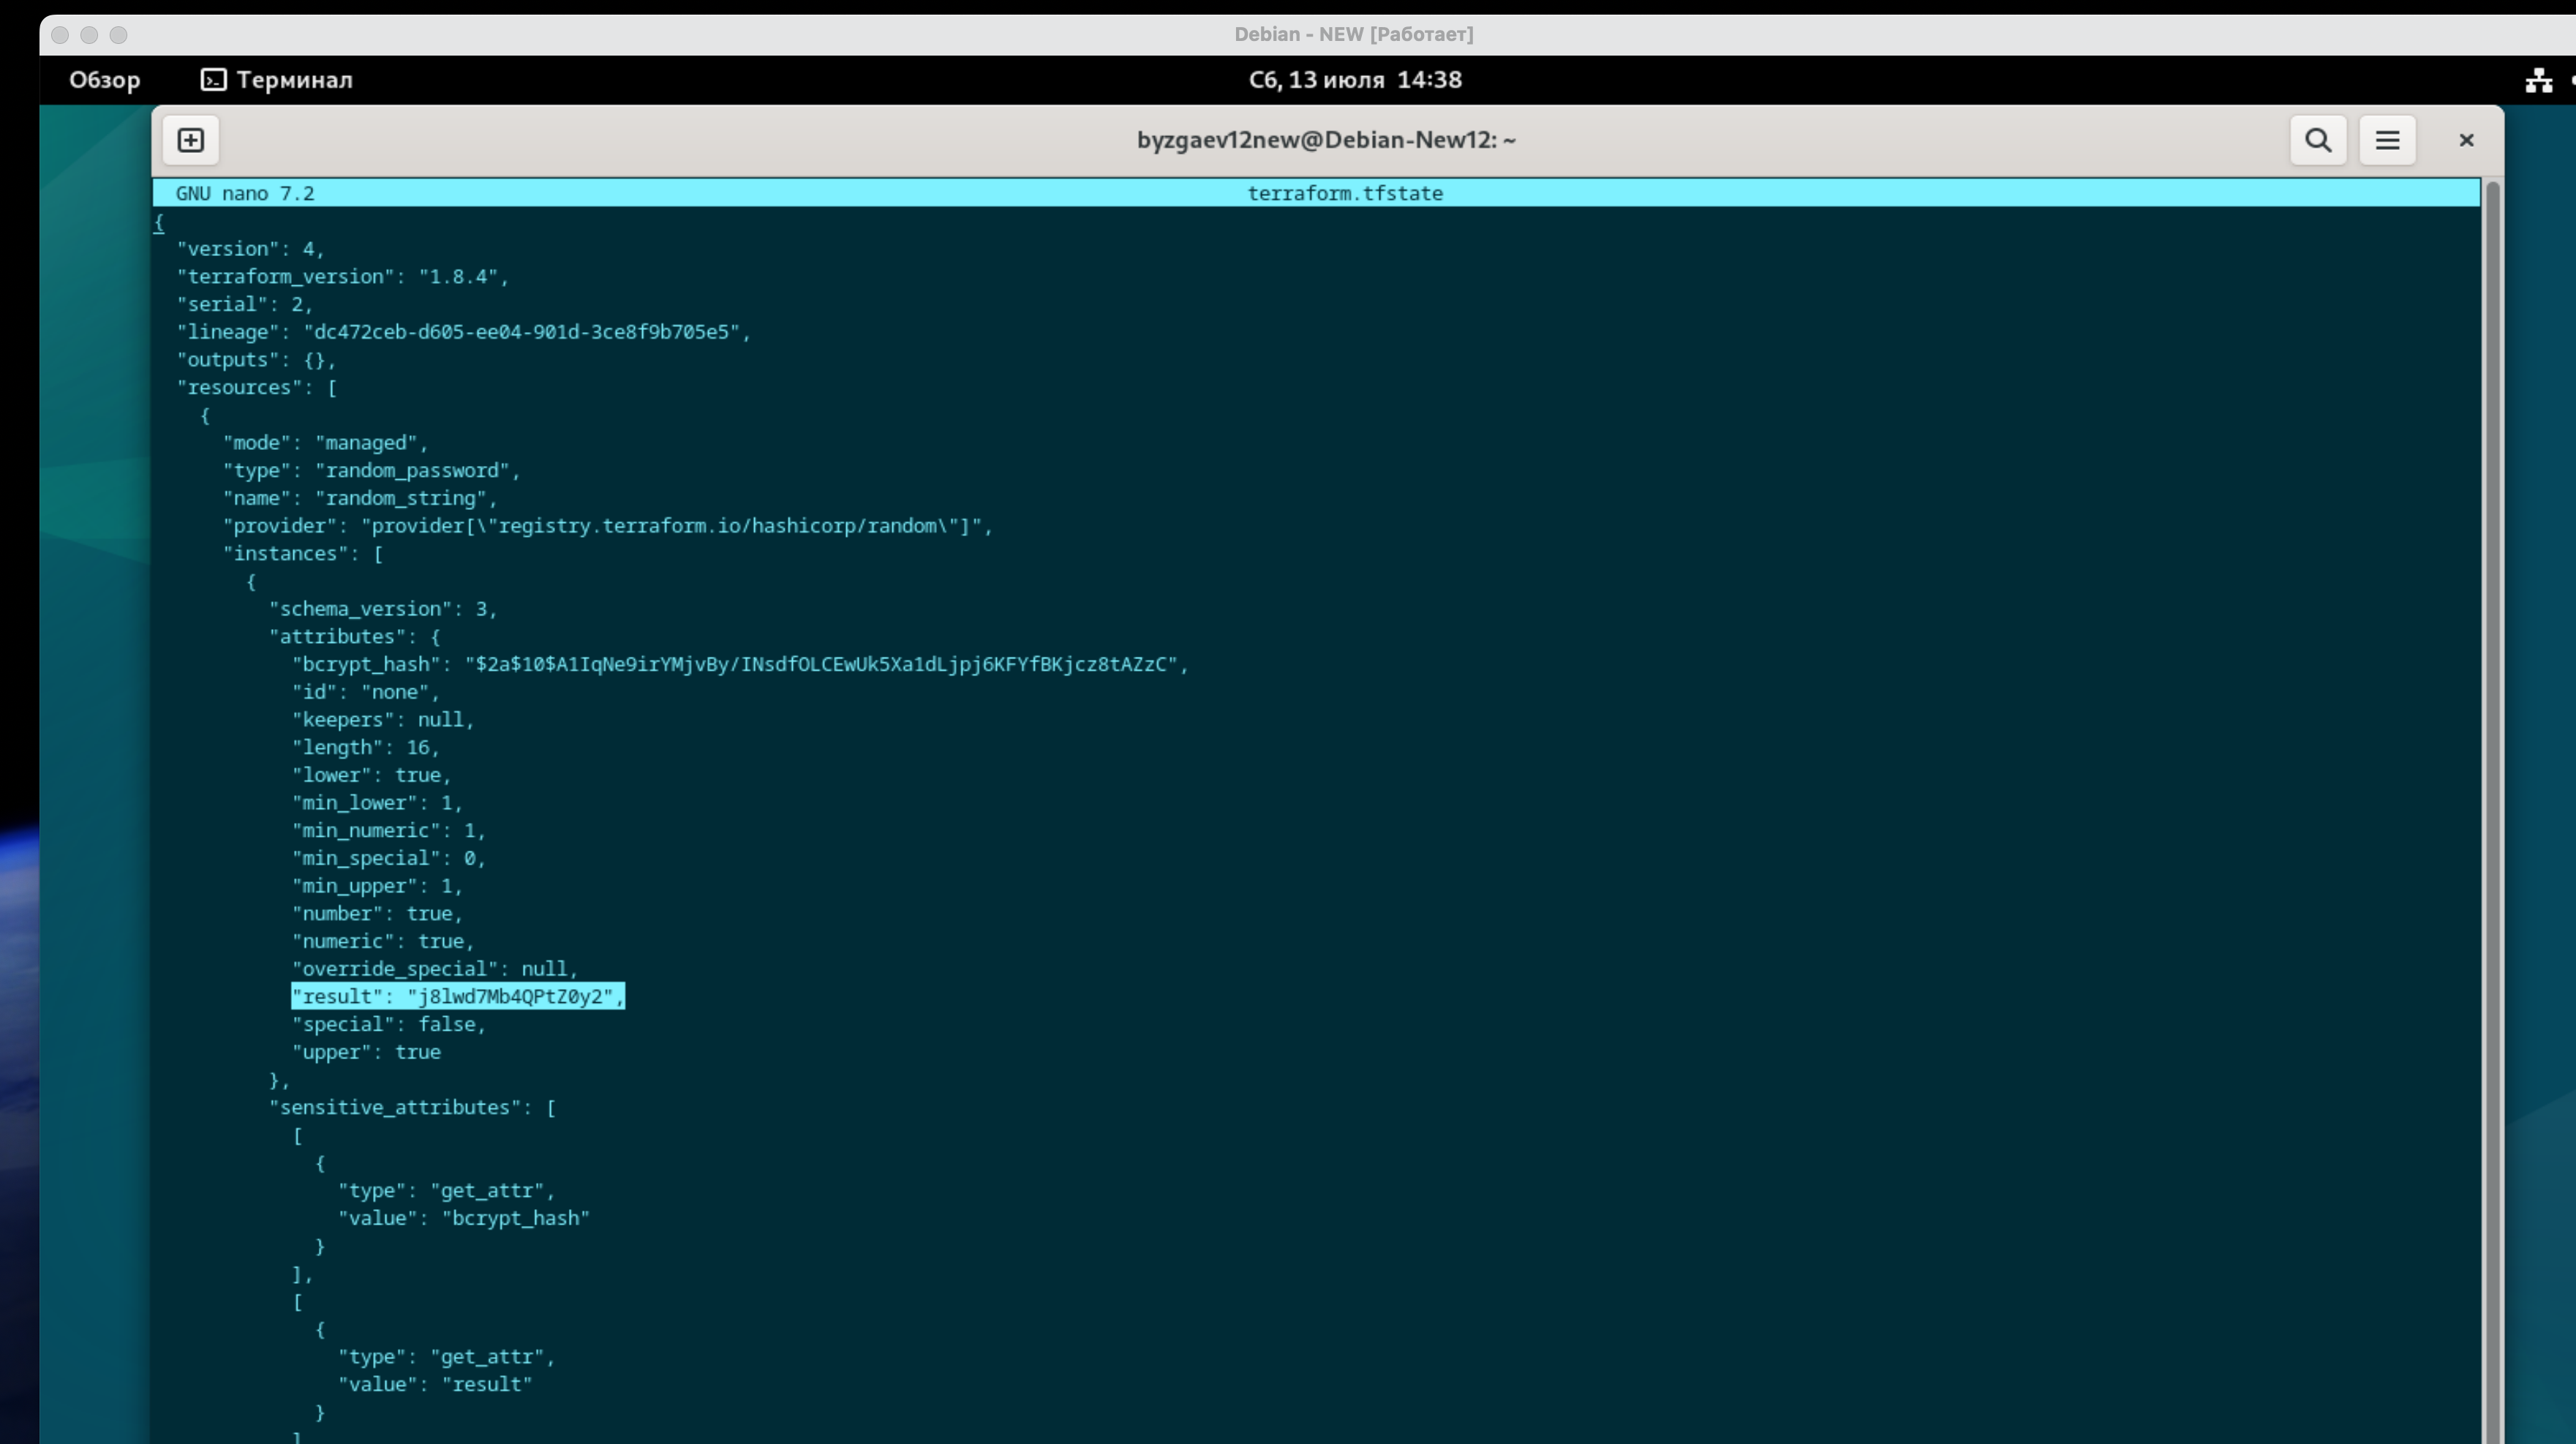 Debian - NEW [Работает]
Обзор
Терминал
Сб, 13 июля 14:38
byzgaev12new@Debian-New12: ~
GNU nano 7.2 terraform.tfstate
{
"version": 4,
"terraform_version": "1.8.4",
"serial": 2,
"lineage": "dc472ceb-d605-ee04-901d-3ce8f9b705e5",
"outputs": {},
"resources": [
{
"mode": "managed",
"type": "random_password",
"name": "random_string",
"provider": "provider[\"registry.terraform.io/hashicorp/random\"]",
"instances": [
{
"schema_version": 3,
"attributes": {
"bcrypt_hash": "$2a$10$A1IqNe9irYMjvBy/INsdfOLCEwUk5Xa1dLjpj6KFYfBKjcz8tAZzC",
"id": "none",
"keepers": null,
"length": 16,
"lower": true,
"min_lower": 1,
"min_numeric": 1,
"min_special": 0,
"min_upper": 1,
"number": true,
"numeric": true,
"override_special": null,
"result": "j8lwd7Mb4QPtZ0y2",
"special": false,
"upper": true
},
"sensitive_attributes": [
[
{
"type": "get_attr",
"value": "bcrypt_hash"
}
],
[
{
"type": "get_attr",
"value": "result"
}
]